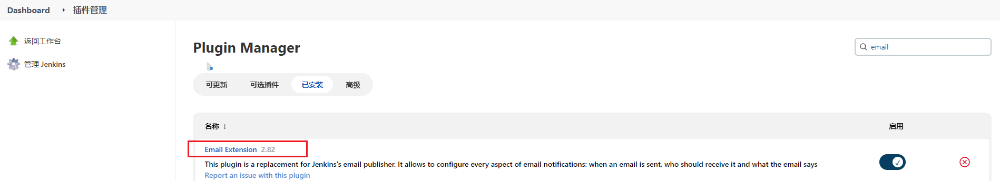 Dashboard
插件管理
返回工作台
管理 Jenkins
Plugin Manager
email
可更新
可选插件
已安装
高级
名称 ↓
启用
Email Extension 2.82
This plugin is a replacement for Jenkins's email publisher. It allows to configure every aspect of email notifications: when an email is sent, who should receive it and what the email says
Report an issue with this plugin